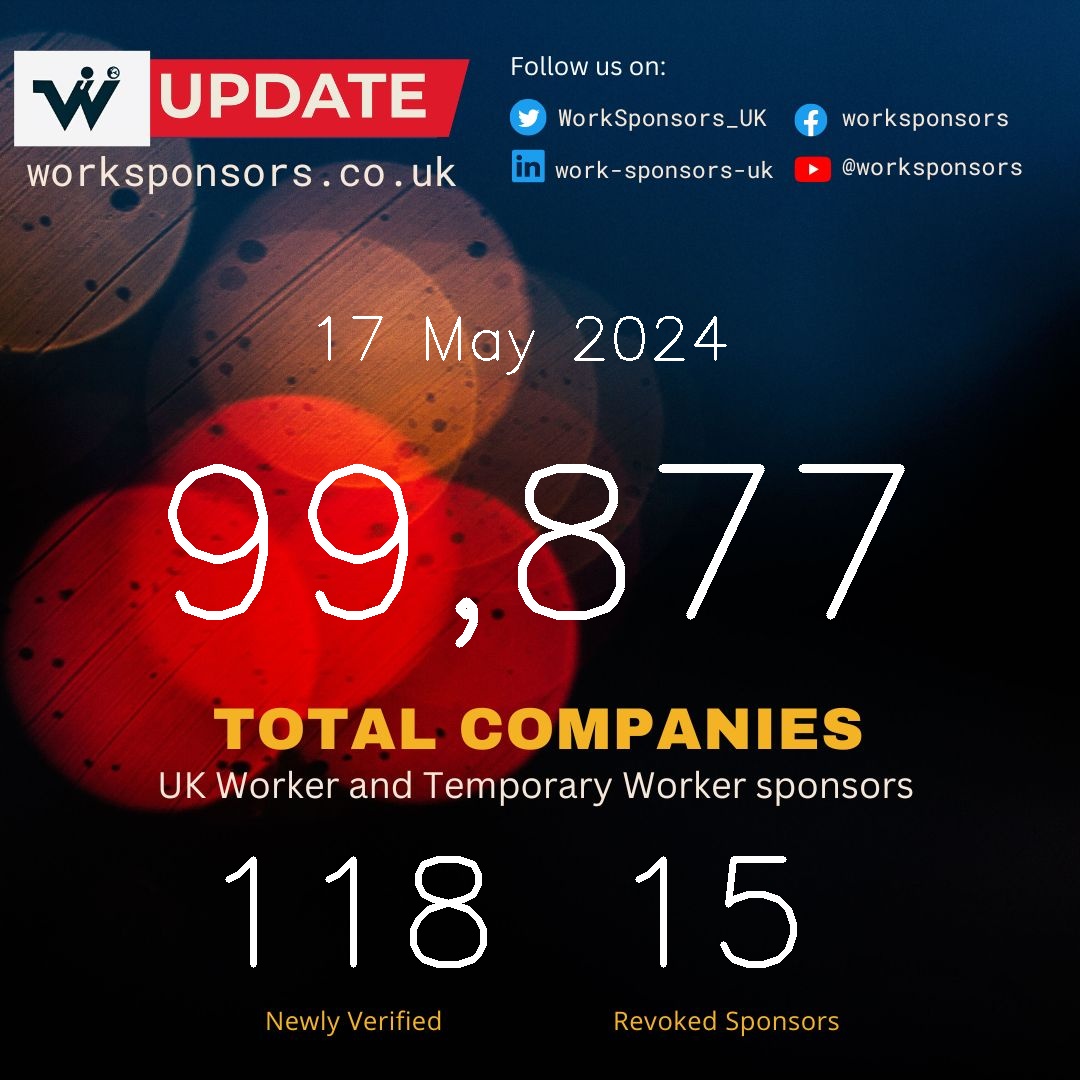 UPDATE
worksponsors.co.uk
Follow us on:
WorkSponsors_UK
worksponsors
work-sponsors-uk
@worksponsors
17 May 2024
99,877
TOTAL COMPANIES
UK Worker and Temporary Worker sponsors
118 15
Newly Verified Revoked Sponsors